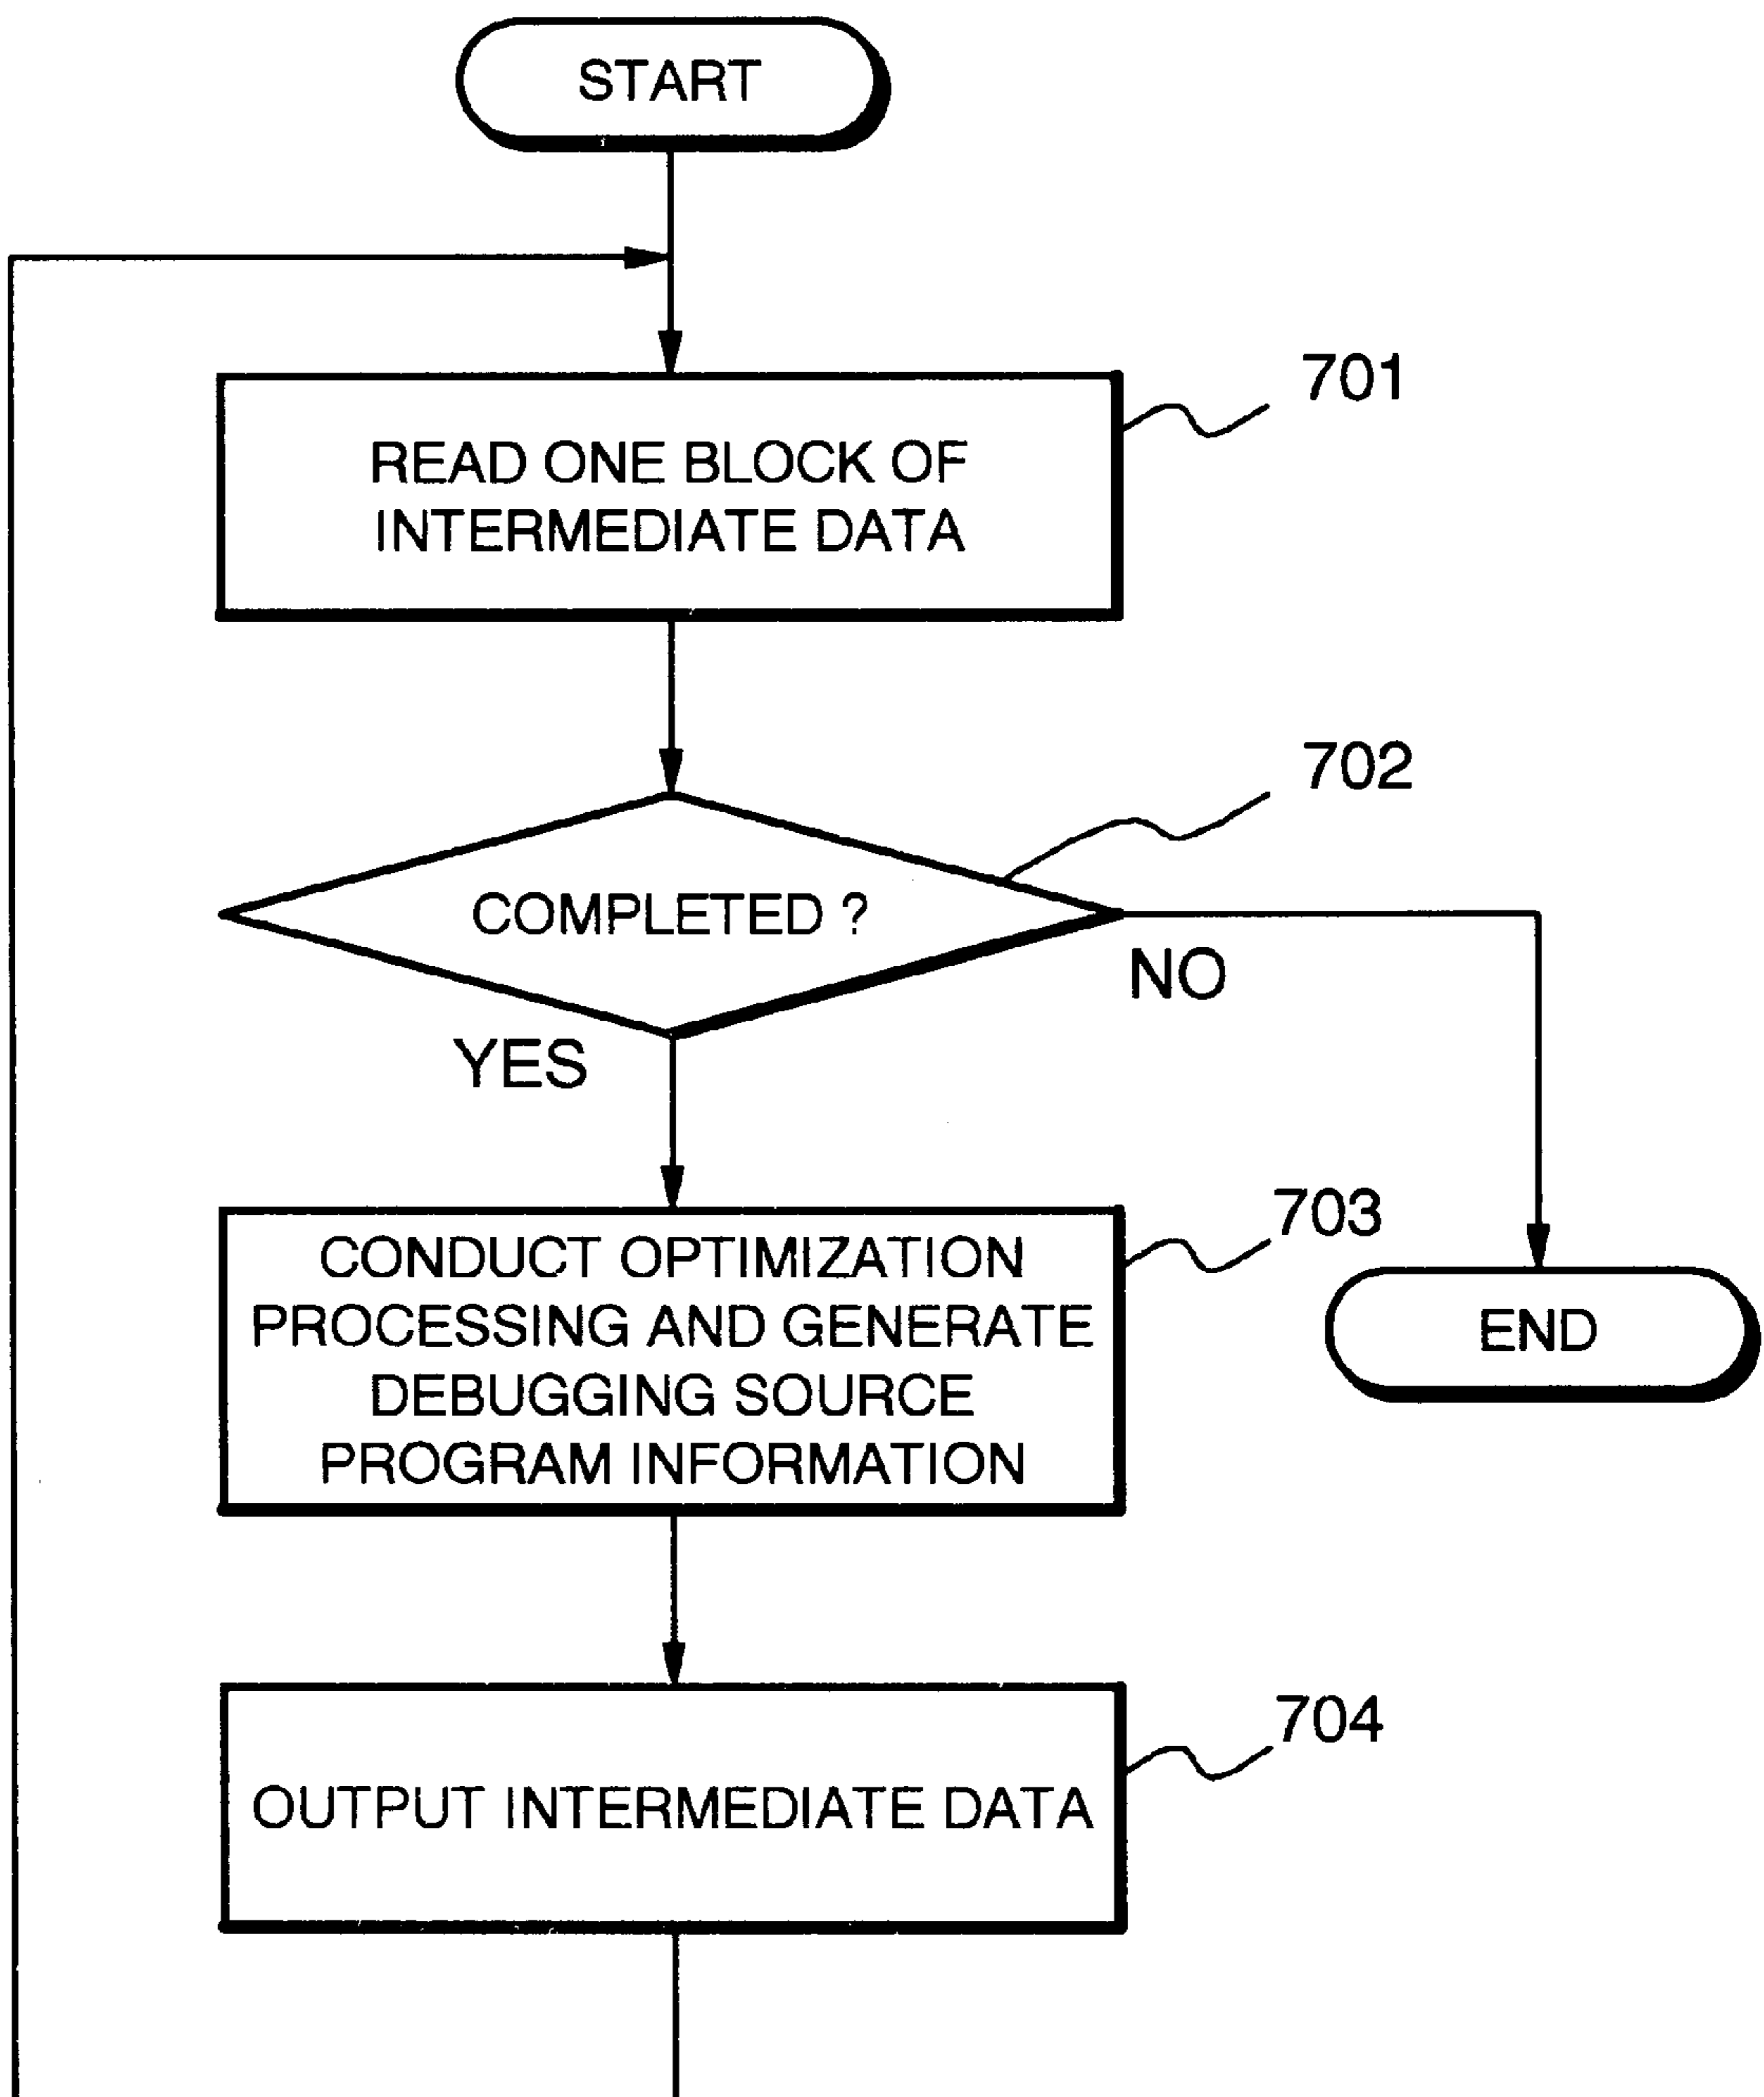 START
701
READ ONE BLOCK OF
INTERMEDIATE DATA
702
COMPLETED ?
NO
YES
703
CONDUCT OPTIMIZATION
PROCESSING AND GENERATE
DEBUGGING SOURCE
PROGRAM INFORMATION
END
704
OUTPUT INTERMEDIATE DATA